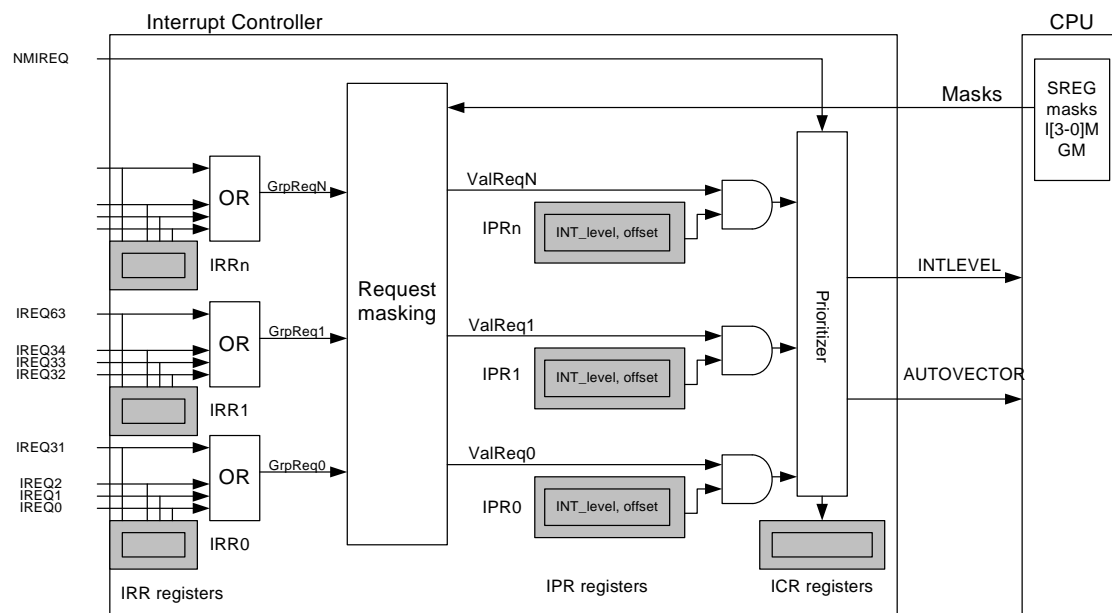 Interrupt Controller
CPU
NMIREQ
Masks
SREG
masks
I[3-0]M
GM
OR
GrpReqN
ValReqN
IRRn
IPRn
INT_level, offset
INTLEVEL
Request
masking
Prioritizer
IREQ63
OR
GrpReq1
ValReq1
IREQ34
IREQ33
IREQ32
IRR1
IPR1
INT_level, offset
AUTOVECTOR
IREQ31
OR
GrpReq0
ValReq0
IREQ2
IREQ1
IREQ0
IRR0
IPR0
INT_level, offset
IRR registers
IPR registers
ICR registers